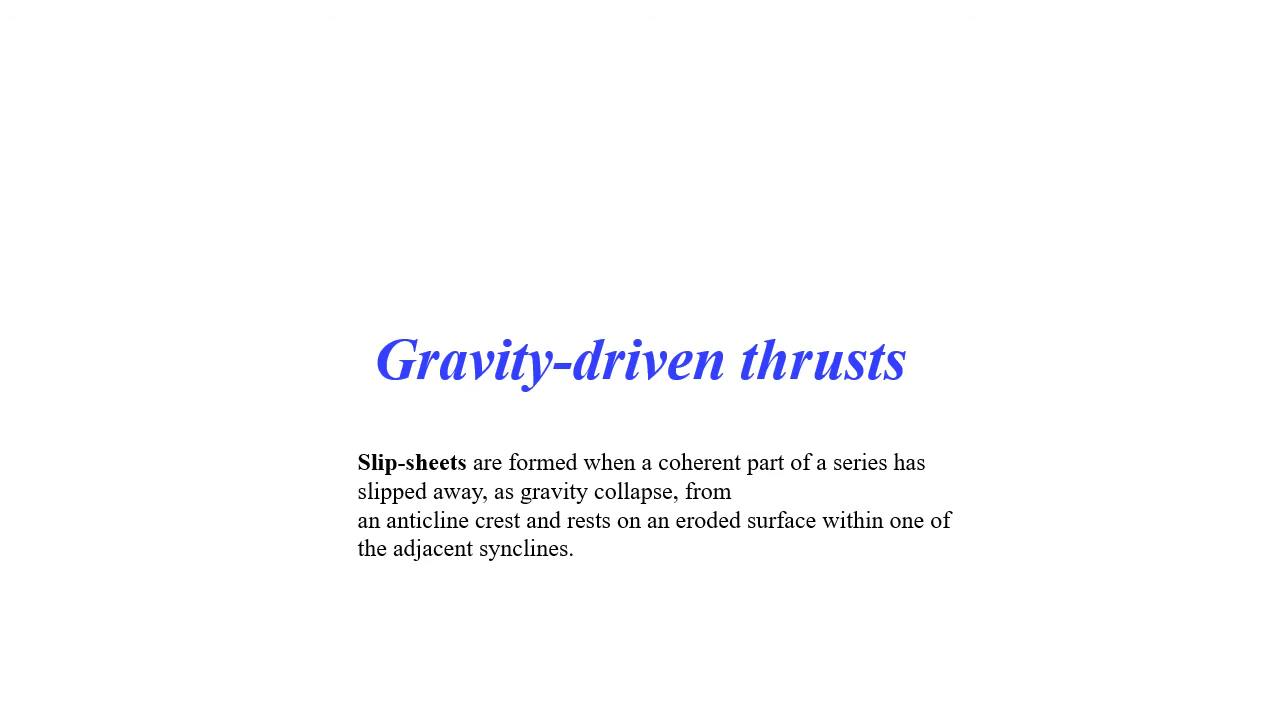 Gravity-driven thrusts
Slip-sheets are formed when a coherent part of a series has
slipped away, as gravity collapse, from
an anticline crest and rests on an eroded surface within one of
the adjacent synclines.